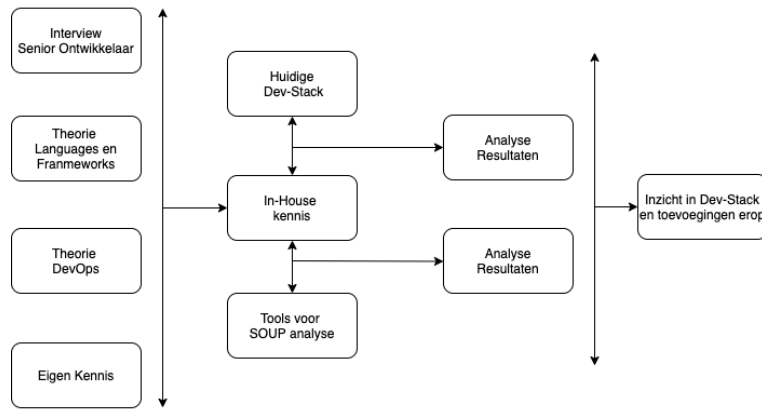 Interview
Senior Ontwikkelaar
Theorie
Languages en
Franmeworks
Theorie
DevOps
Eigen Kennis
Huidige
Dev-Stack
In-House
kennis
Tools voor
SOUP analyse
Analyse
Resultaten
Analyse
Resultaten
Inzicht in Dev-Stack
en toevoegingen erop